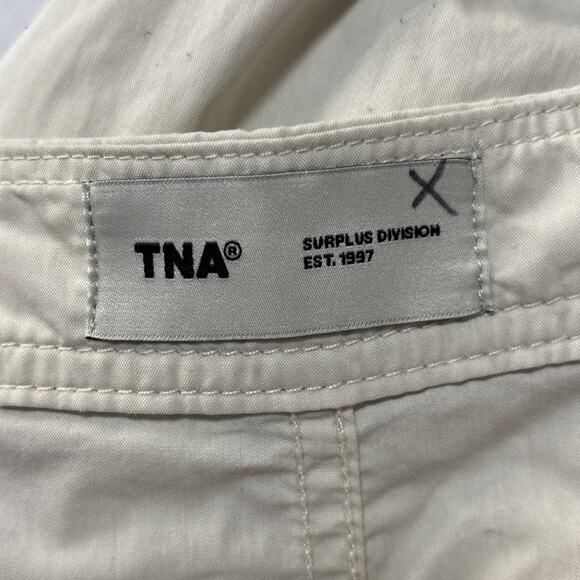 TNA®
SURPLUS DIVISION
EST. 1997
X